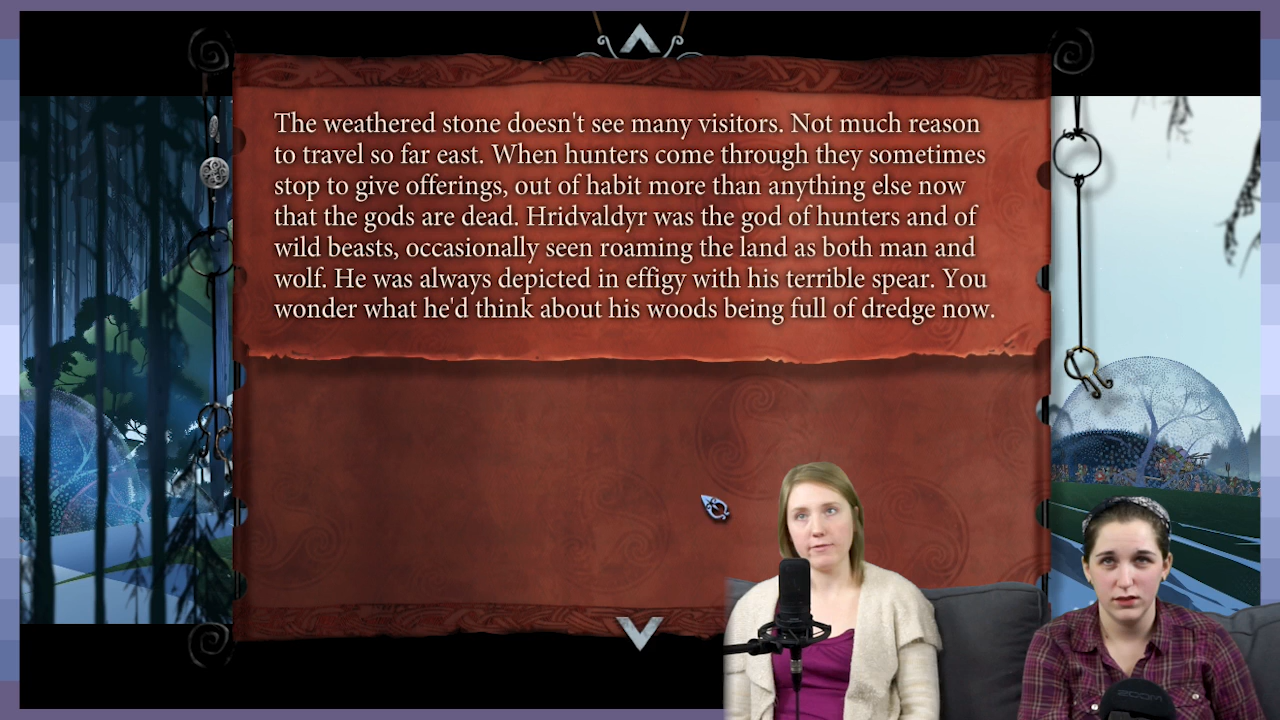 The weathered stone doesn't see many visitors. Not much reason
to travel so far east. When hunters come through they sometimes
stop to give offerings, out of habit more than anything else now
that the gods are dead. Hridvaldyr was the god of hunters and of
wild beasts, occasionally seen roaming the land as both man and
wolf. He was always depicted in effigy with his terrible spear. You
wonder what he'd think about his woods being full of dredge now.
ZOOM